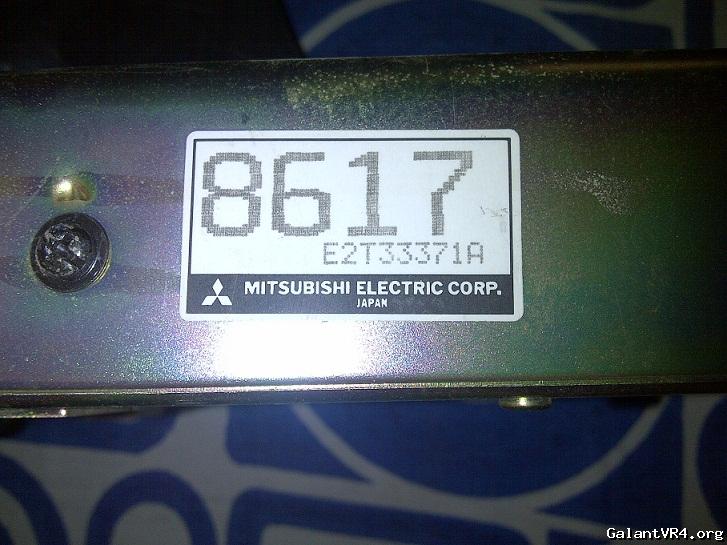 8617
E2T33371A
MITSUBISHI ELECTRIC CORP.
JAPAN
GalantVR4.org